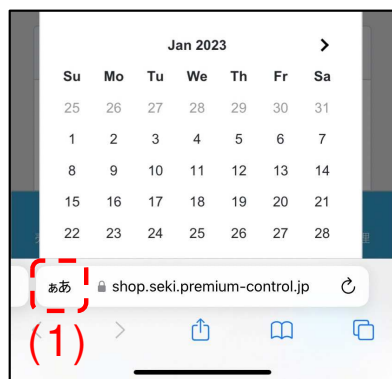 Jan 2023
Su Mo Tu We Th Fr Sa
25 26 27 28 29 30 31
1 2 3 4 5 6 7
8 9 10 11 12 13 14
15 16 17 18 19 20 21
22 23 24 25 26 27 28
ぁあ shop.seki.premium-control.jp
(1)